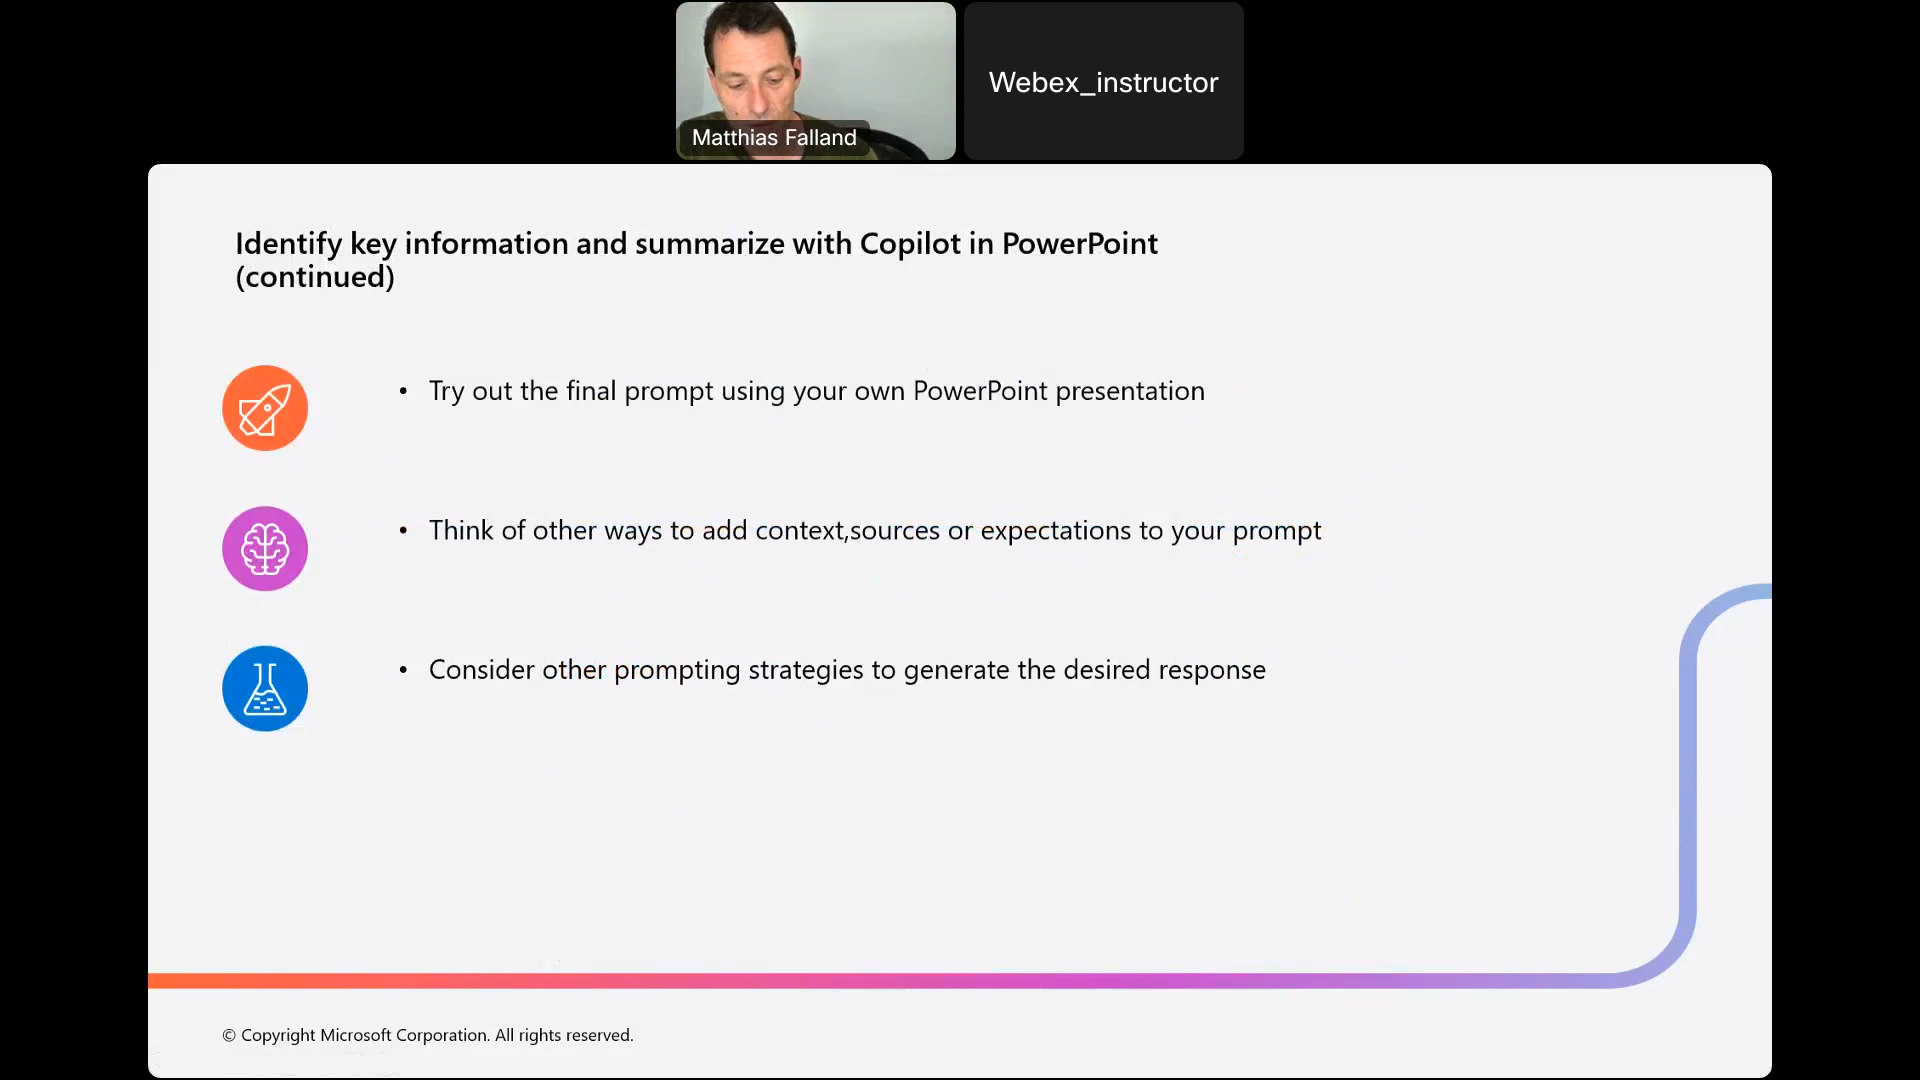 Matthias Falland
Webex_instructor
Identify key information and summarize with Copilot in PowerPoint
(continued)
• Try out the final prompt using your own PowerPoint presentation
• Think of other ways to add context,sources or expectations to your prompt
• Consider other prompting strategies to generate the desired response
© Copyright Microsoft Corporation. All rights reserved.